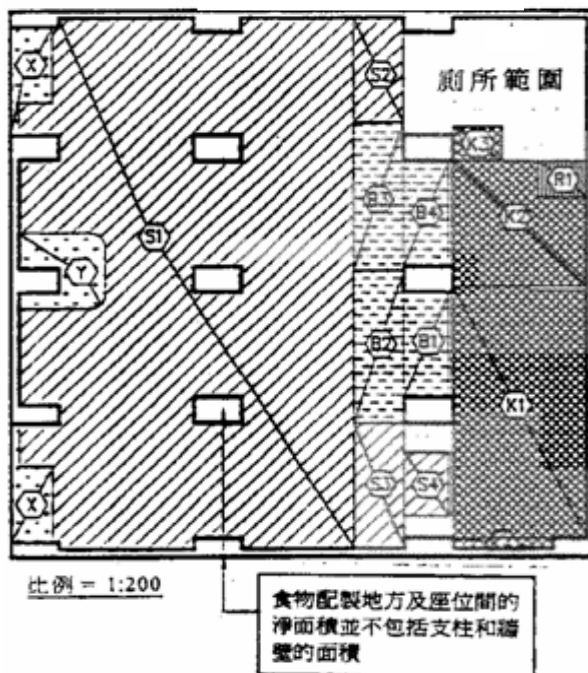 X
S2
廁所範圍
K3
R1
B3
B4
K2
S1
Y
B2
B1
K1
X
S3
S4
比例 = 1:200
食物配製地方及座位間的
淨面積並不包括支柱和牆
壁的面積